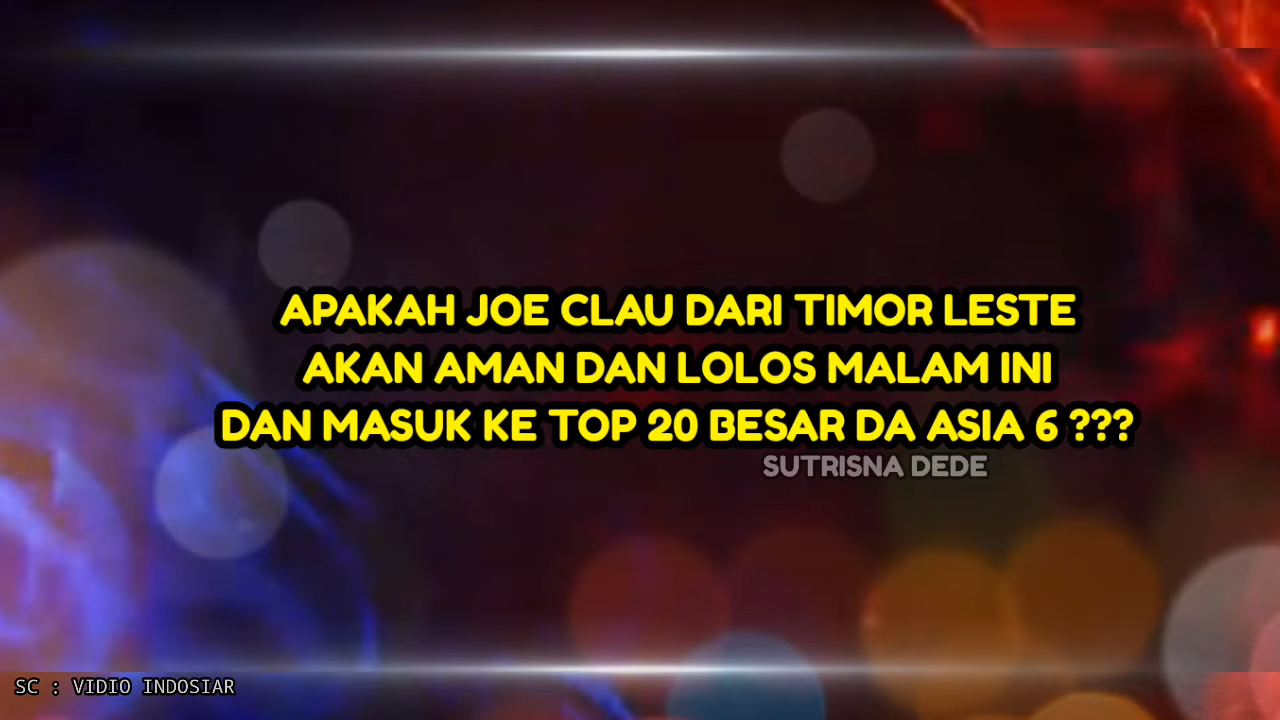 APAKAH JOE CLAU DARI TIMOR LESTE
AKAN AMAN DAN LOLOS MALAM INI
DAN MASUK KE TOP 20 BESAR DA ASIA 6 ???
SUTRISNA DEDE
SC : VIDIO INDOSIAR